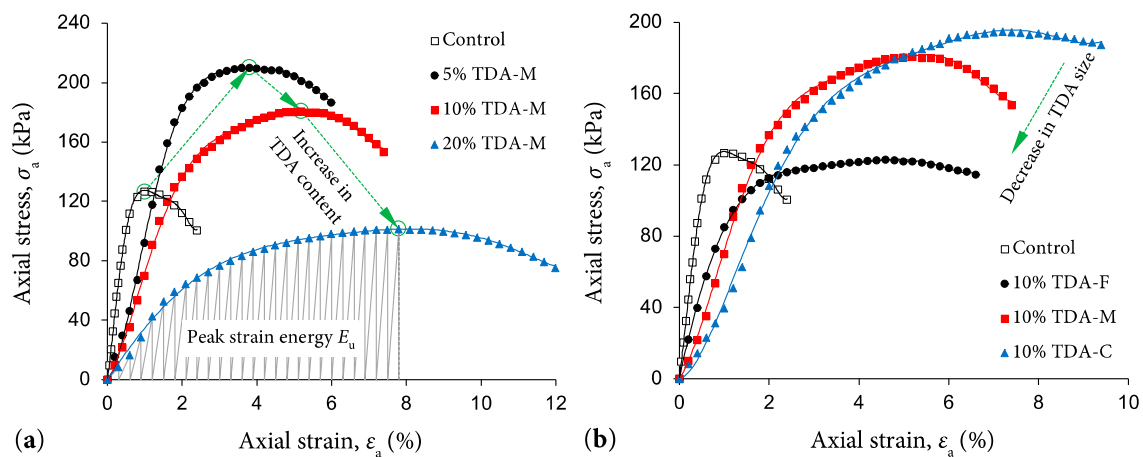 240
200
160
120
80
40
0
Axial stress, σa (kPa)
Control
5% TDA-M
10% TDA-M
20% TDA-M
Increase in
TDA content
Peak strain energy Eu
0 2 4 6 8 10 12
Axial strain, εa (%)
(a)
200
160
120
80
40
0
Axial stress, σa (kPa)
Decrease in TDA size
Control
10% TDA-F
10% TDA-M
10% TDA-C
0 2 4 6 8 10
Axial strain, εa (%)
(b)